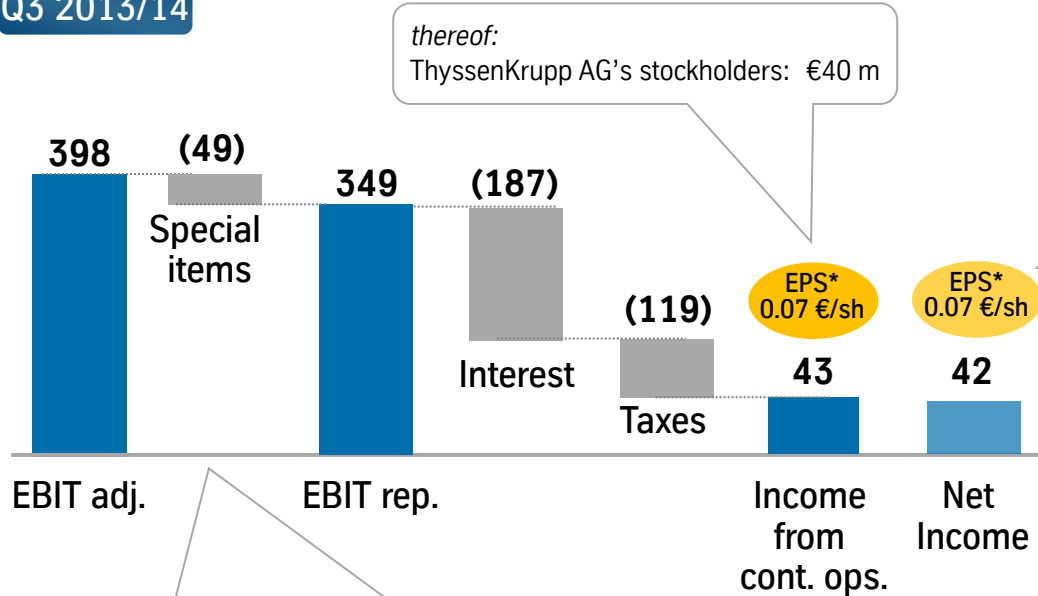 Q3 2013/14
thereof:
ThyssenKrupp AG's stockholders: €40 m
398
(49)
349
(187)
Special
items
EPS*
0.07 €/sh
EPS*
0.07 €/sh
(119)
Interest
43
42
Taxes
EBIT adj.
EBIT rep.
Income
from
cont. ops.
Net
Income